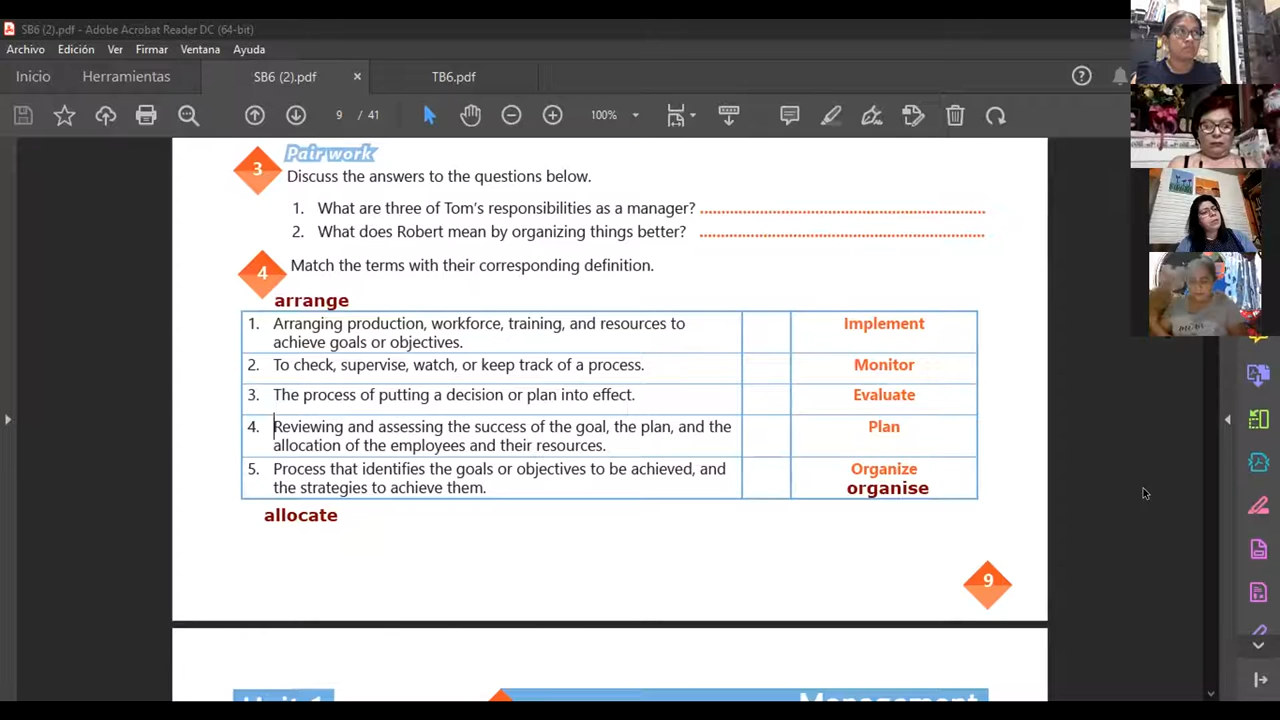 SB6 (2).pdf - Adobe Acrobat Reader DC (64-bit)
Archivo Edición Ver Firmar Ventana Ayuda
Inicio Herramientas SB6 (2).pdf × TB6.pdf
9 / 41 100%
3 Pair work
Discuss the answers to the questions below.
1. What are three of Tom's responsibilities as a manager? ................................................
2. What does Robert mean by organizing things better? ................................................
4 Match the terms with their corresponding definition.
arrange
1. Arranging production, workforce, training, and resources to Implement
achieve goals or objectives.
2. To check, supervise, watch, or keep track of a process. Monitor
3. The process of putting a decision or plan into effect. Evaluate
4. Reviewing and assessing the success of the goal, the plan, and the Plan
allocation of the employees and their resources.
5. Process that identifies the goals or objectives to be achieved, and Organize
the strategies to achieve them. organise
allocate
9
Unit 1 Management